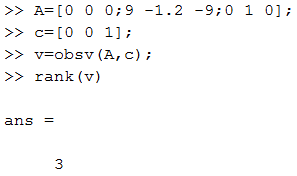 >> A=[0 0 0;9 -1.2 -9;0 1 0];
>> c=[0 0 1];
>> v=obsv(A,c);
>> rank(v)
ans =
3